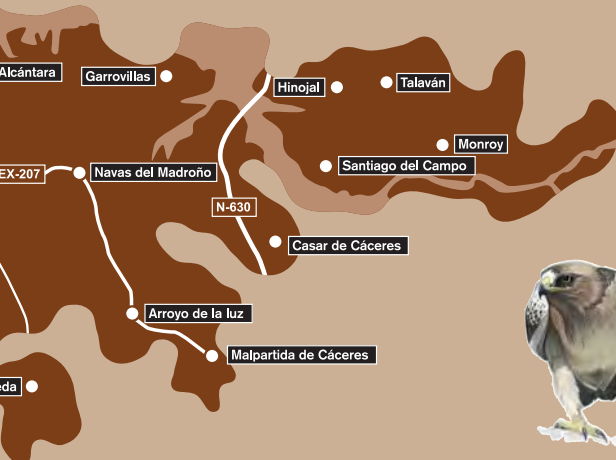 Alcántara
Garrovillas
Hinojal
Talaván
Monroy
Santiago del Campo
EX-207
Navas del Madroño
N-630
Casar de Cáceres
Arroyo de la luz
Malpartida de Cáceres
eda